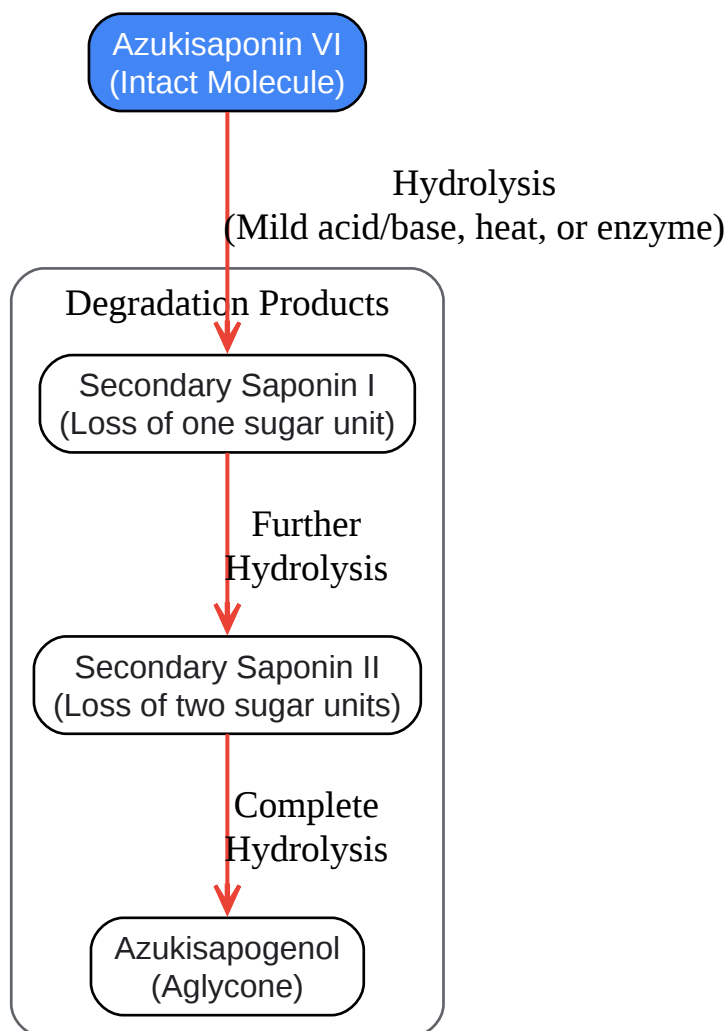 Azukisaponin VI
(Intact Molecule)
Hydrolysis
(Mild acid/base, heat, or enzyme)
Degradation Products
Secondary Saponin I
(Loss of one sugar unit)
Further
Hydrolysis
Secondary Saponin II
(Loss of two sugar units)
Complete
Hydrolysis
Azukisapogenol
(Aglycone)